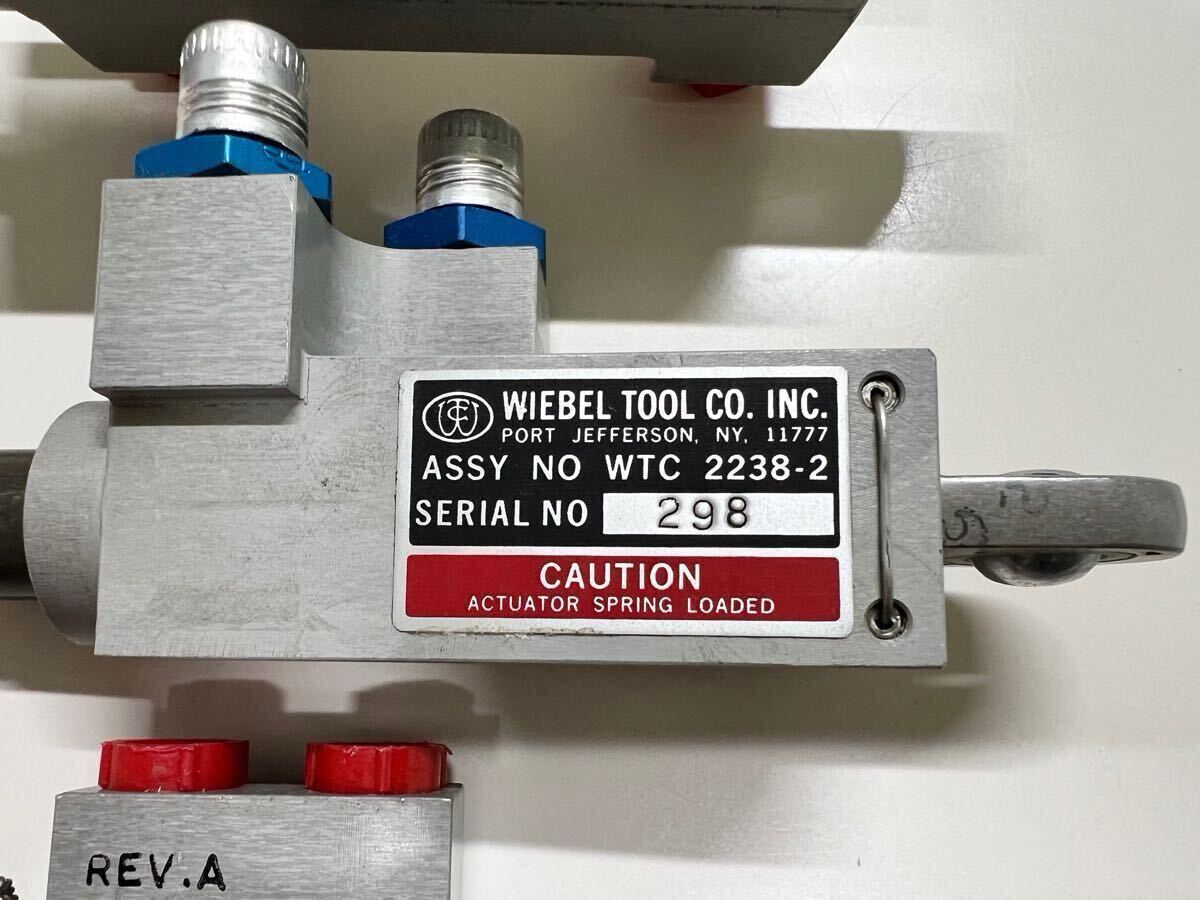 WIEBEL TOOL CO. INC.
PORT JEFFERSON, NY, 11777
ASSY NO WTC 2238-2
SERIAL NO 298
CAUTION
ACTUATOR SPRING LOADED
REV.A